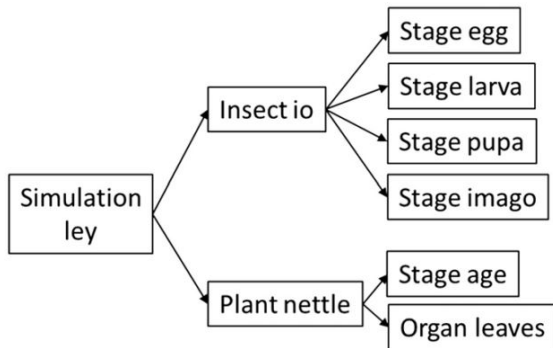 Simulation
ley
Insect io
Stage egg
Stage larva
Stage pupa
Stage imago
Plant nettle
Stage age
Organ leaves